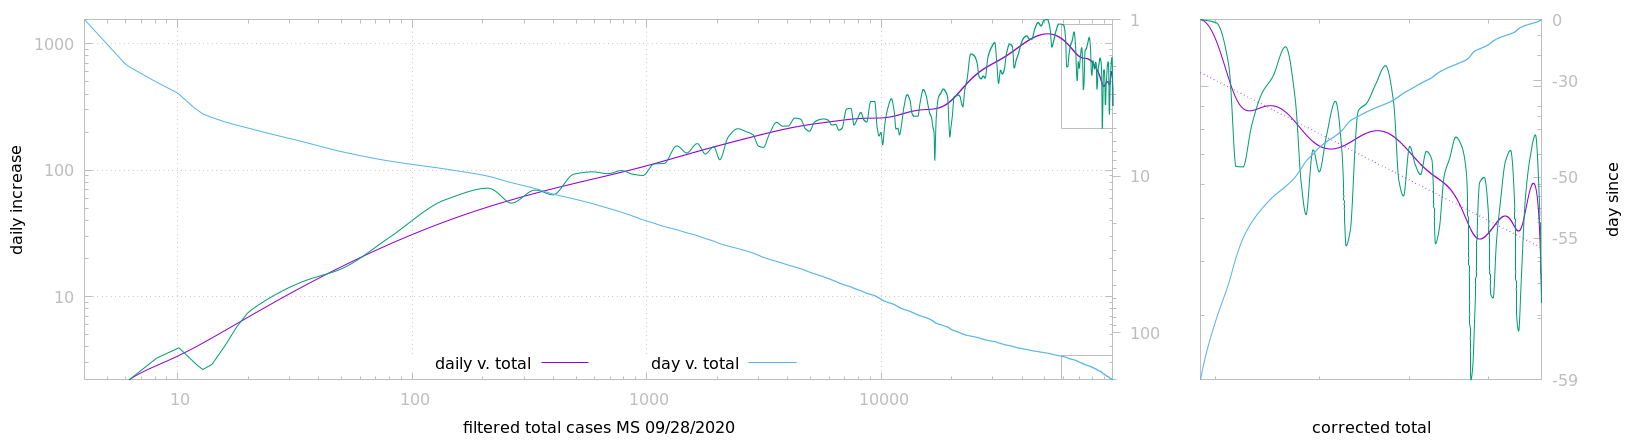 1000
100
10
daily increase
10
100
1000
10000
filtered total cases MS 09/28/2020
daily v. total
day v. total
1
10
100
0
-30
-50
-55
-59
day since
corrected total